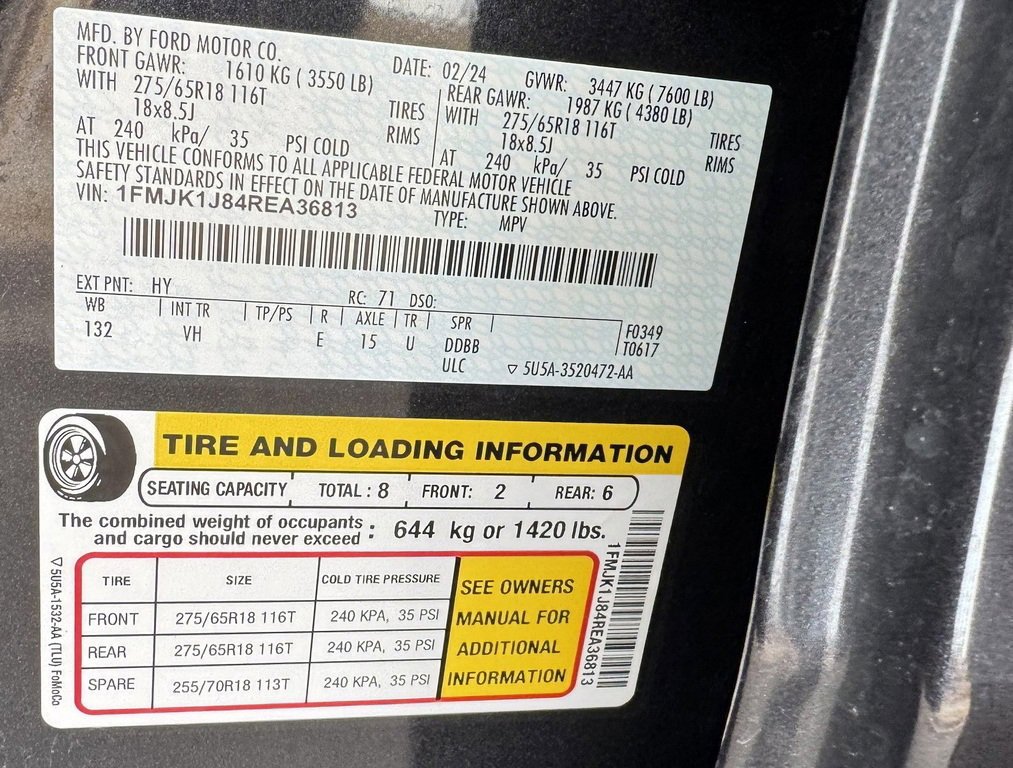 MFD. BY FORD MOTOR CO.
DATE: 02/24 GVWR: 3447 KG ( 7600 LB)
FRONT GAWR: 1610 KG ( 3550 LB) REAR GAWR: 1987 KG ( 4380 LB)
WITH 275/65R18 116T TIRES WITH 275/65R18 116T TIRES
18x8.5J RIMS 18x8.5J RIMS
AT 240 kPa/ 35 PSI COLD AT 240 kPa/ 35 PSI COLD
THIS VEHICLE CONFORMS TO ALL APPLICABLE FEDERAL MOTOR VEHICLE
SAFETY STANDARDS IN EFFECT ON THE DATE OF MANUFACTURE SHOWN ABOVE.
VIN: 1FMJK1J84REA36813 TYPE: MPV
EXT PNT: HY RC: 71 DSO:
WB INT TR TP/PS R AXLE TR SPR F0349
132 VH E 15 U DDBB T0617
ULC 5U5A-3520472-AA
TIRE AND LOADING INFORMATION
SEATING CAPACITY TOTAL : 8 FRONT: 2 REAR: 6
The combined weight of occupants
and cargo should never exceed : 644 kg or 1420 lbs.
TIRE SIZE COLD TIRE PRESSURE
FRONT 275/65R18 116T 240 KPA, 35 PSI
REAR 275/65R18 116T 240 KPA, 35 PSI
SPARE 255/70R18 113T 240 KPA, 35 PSI
SEE OWNERS
MANUAL FOR
ADDITIONAL
INFORMATION
5U5A-1532-AA (TLU) FoMoCo
1FMJK1J84REA36813